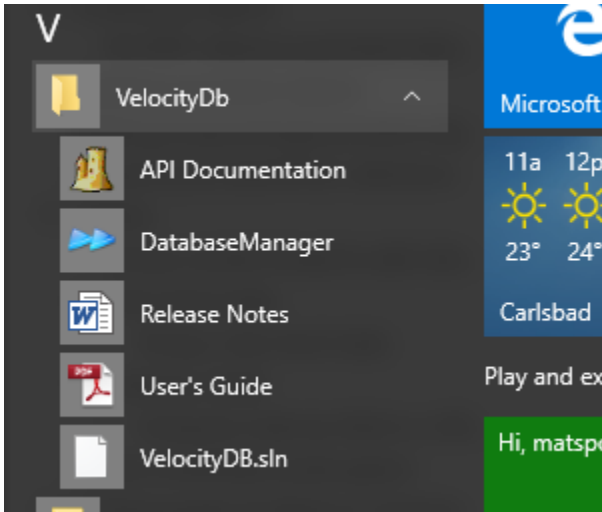 V
VelocityDb
API Documentation
DatabaseManager
Release Notes
User's Guide
VelocityDB.sln
Microsoft
11a 12p
23° 24°
Carlsbad
Play and ex
Hi, matsp